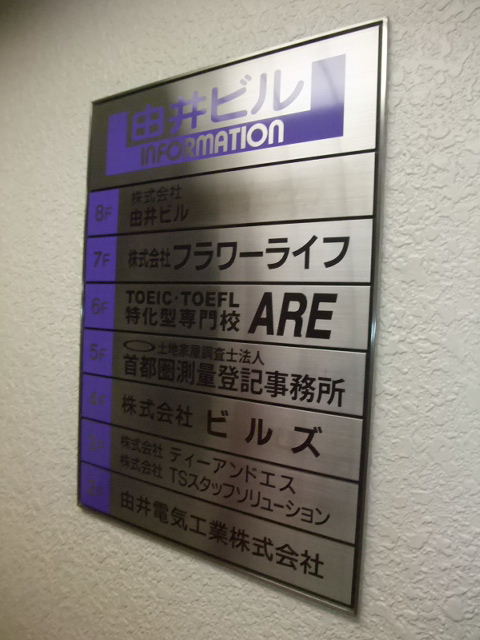 由井ビル
INFORMATION
8F 株式会社
由井ビル
7F 株式会社フラワーライフ
6F TOEIC・TOEFL
特化型専門校 ARE
5F 土地家屋調査士法人
首都圏測量登記事務所
4F 株式会社 ビルズ
3F 株式会社 ティーアンドエス
株式会社 TSスタッフソリューション
2F 由井電気工業株式会社